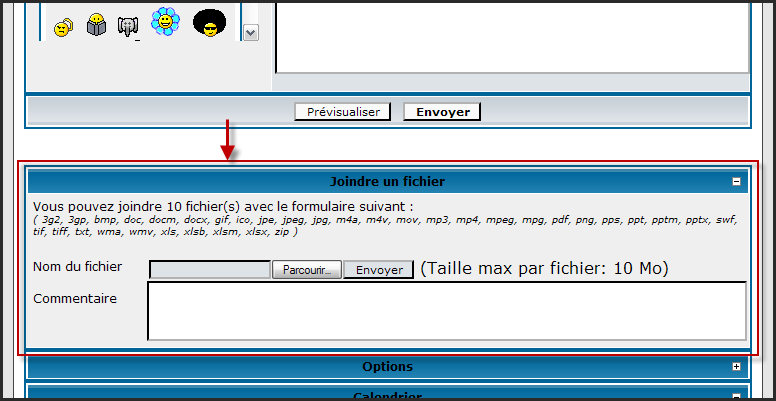 Prévisualiser Envoyer
Joindre un fichier
Vous pouvez joindre 10 fichier(s) avec le formulaire suivant :
( 3g2, 3gp, bmp, doc, docm, docx, gif, ico, jpe, jpeg, jpg, m4a, m4v, mov, mp3, mp4, mpeg, mpg, pdf, png, pps, ppt, pptm, pptx, swf,
tif, tiff, txt, wma, wmv, xls, xlsb, xlsm, xlsx, zip )
Nom du fichier Parcourir... Envoyer (Taille max par fichier: 10 Mo)
Commentaire
Options
Calendrier